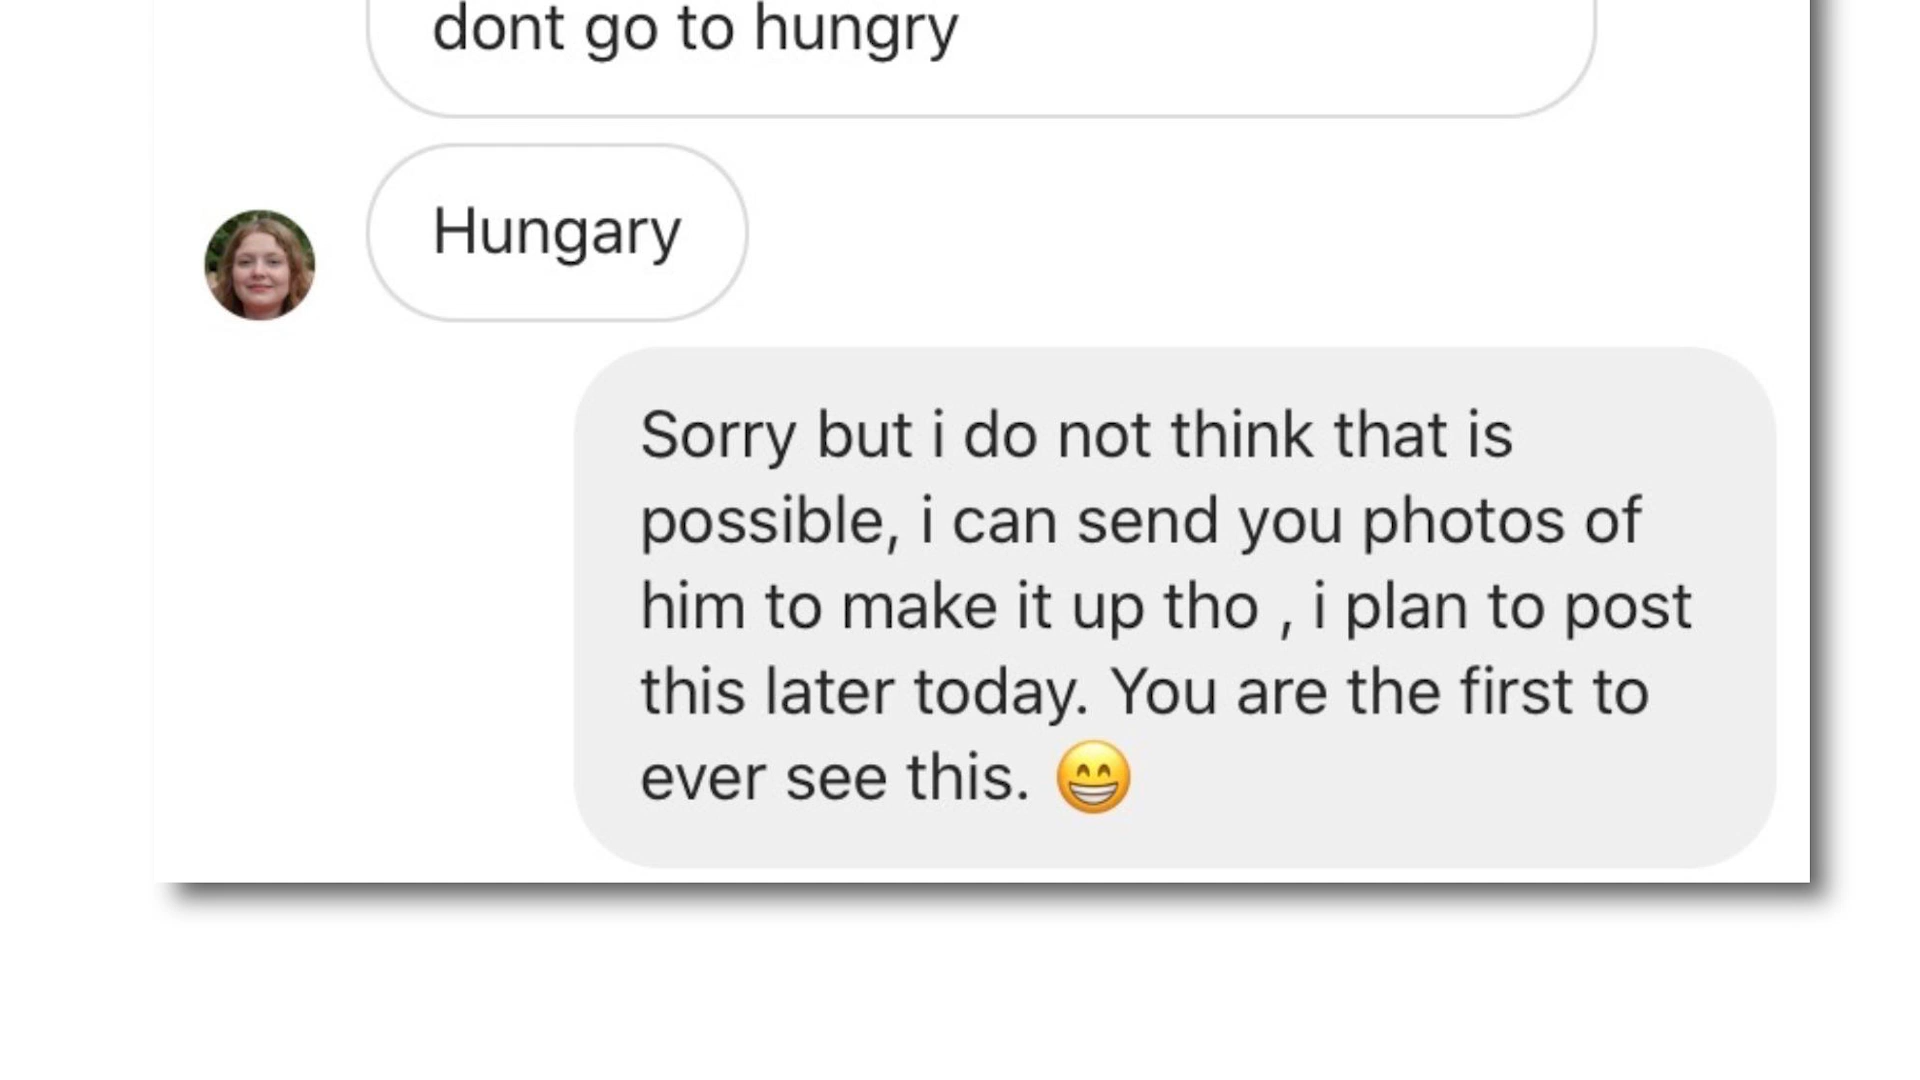 dont go to hungry
Hungary
Sorry but i do not think that is
possible, i can send you photos of
him to make it up tho , i plan to post
this later today. You are the first to
ever see this. 😁